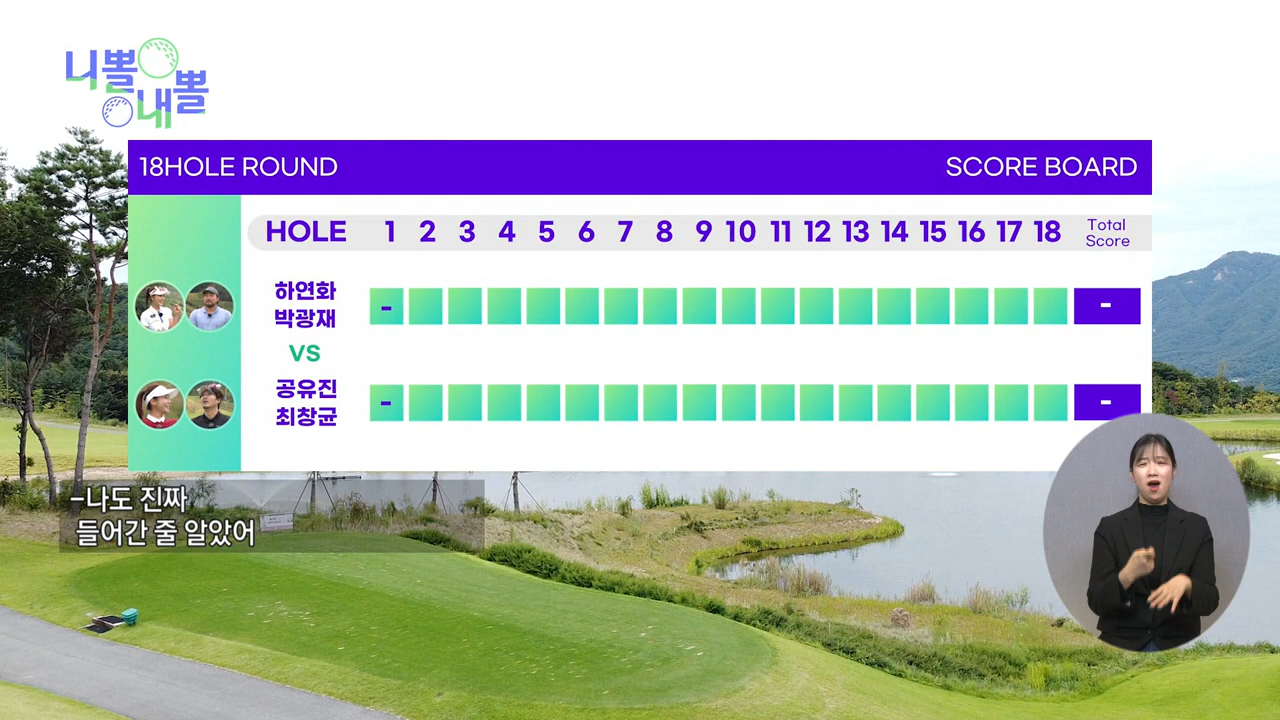 니뽈
내뽈
18HOLE ROUND SCORE BOARD
HOLE 1 2 3 4 5 6 7 8 9 10 11 12 13 14 15 16 17 18 Total Score
하연화
박광재
- -
VS
공유진
최창균
- -
-나도 진짜
들어간 줄 알았어